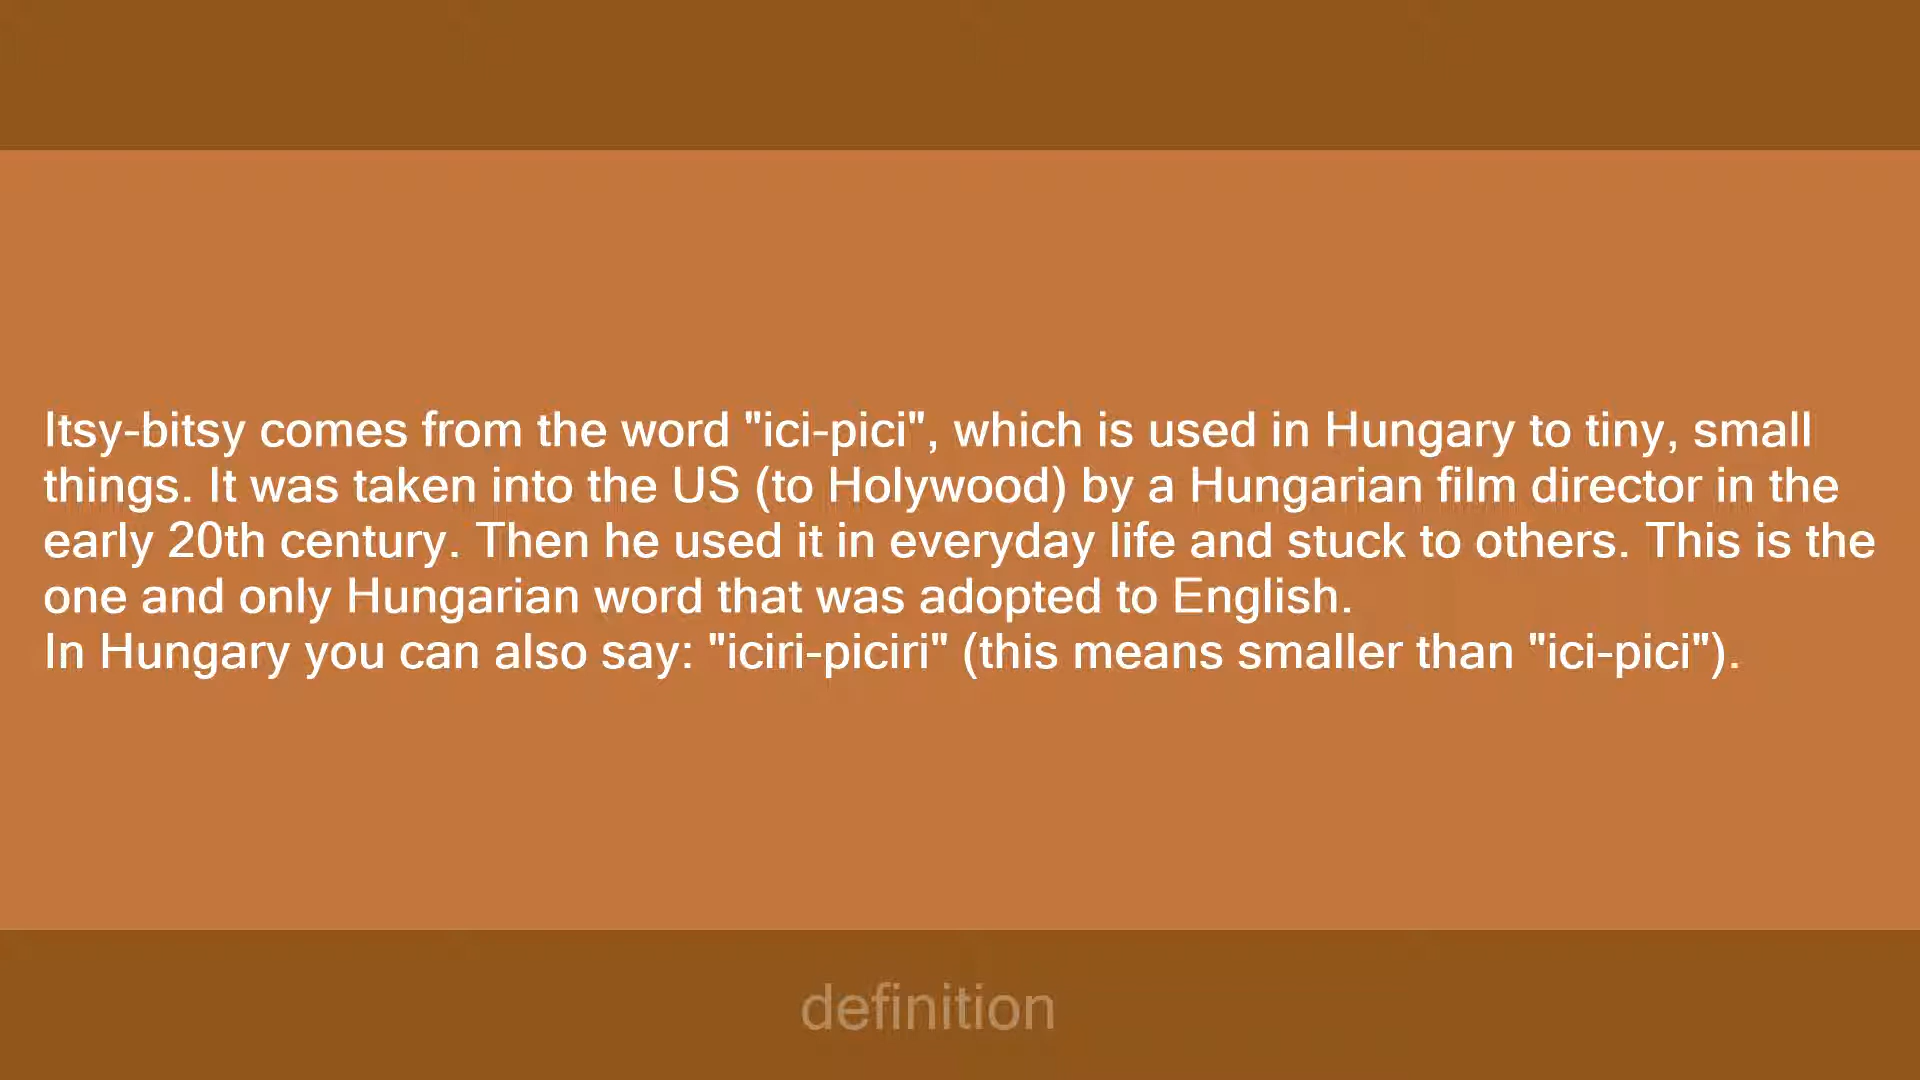 Itsy-bitsy comes from the word "ici-pici", which is used in Hungary to tiny, small
things. It was taken into the US (to Holywood) by a Hungarian film director in the
early 20th century. Then he used it in everyday life and stuck to others. This is the
one and only Hungarian word that was adopted to English.
In Hungary you can also say: "iciri-piciri" (this means smaller than "ici-pici").
definition